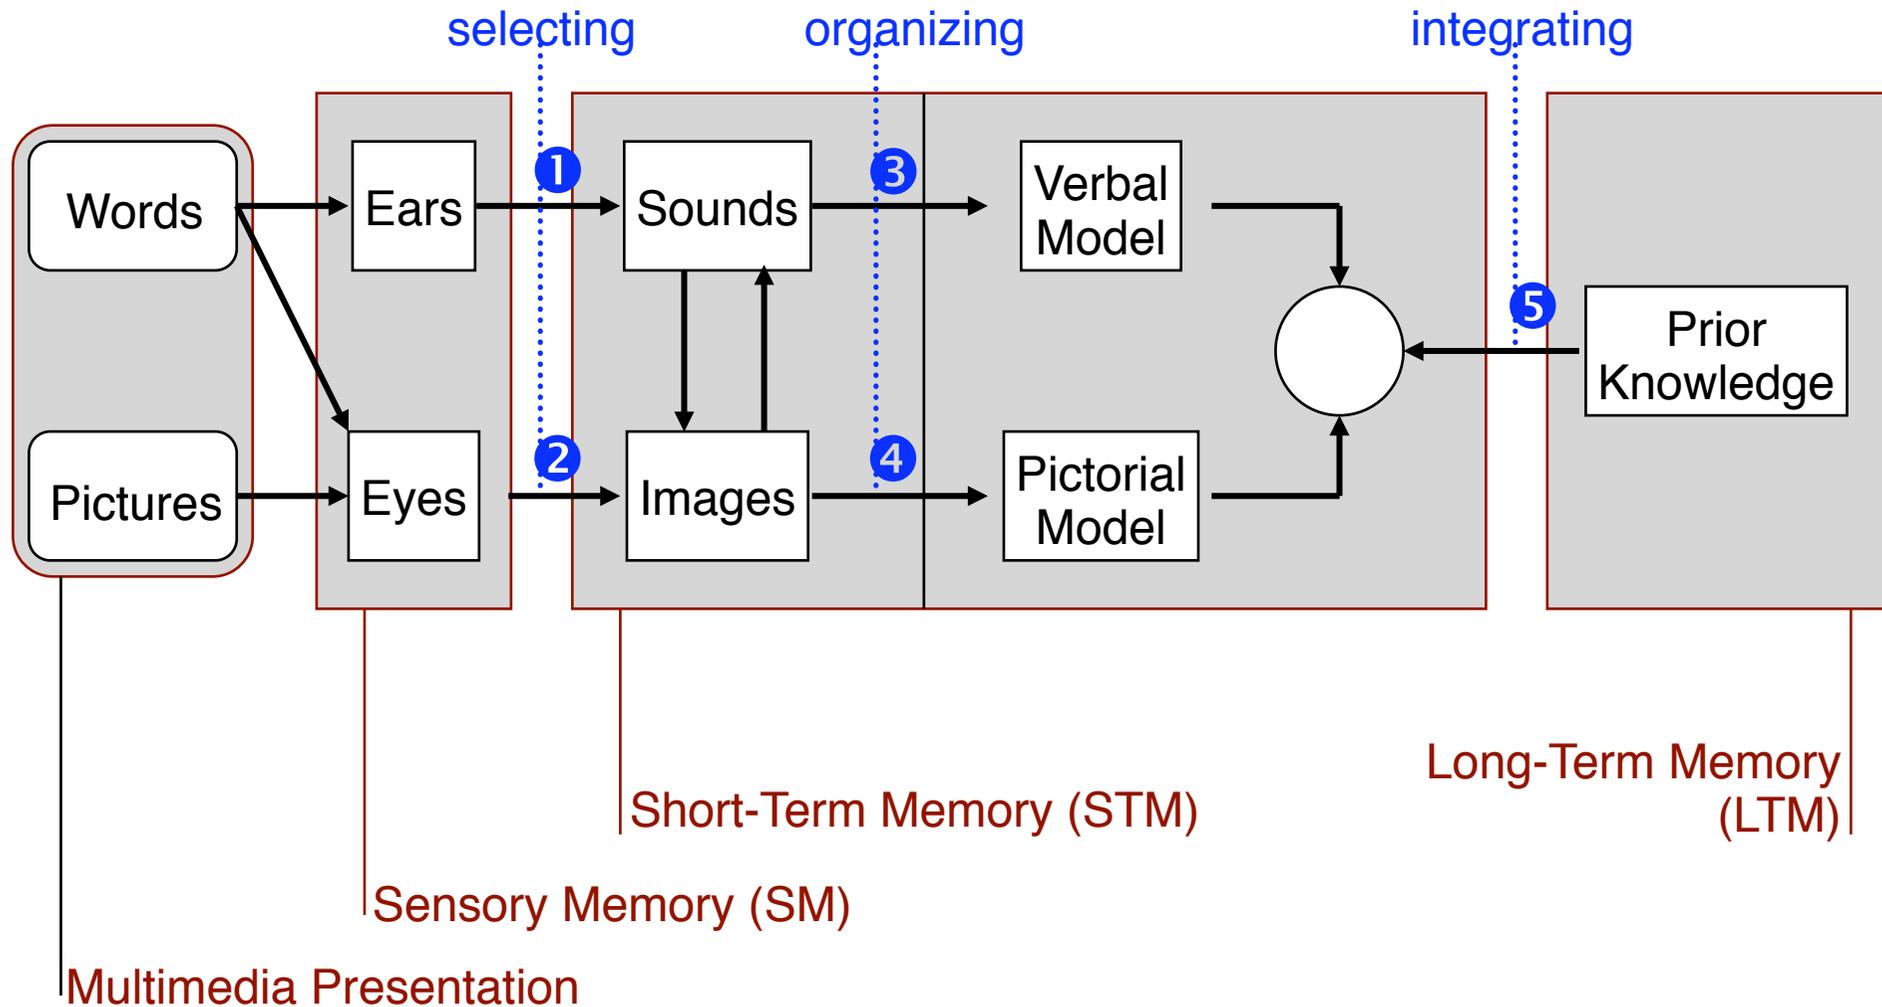 selecting
organizing
integrating
Words
Ears
1
Sounds
3
Verbal
Model
5
Prior
Knowledge
Pictures
Eyes
2
Images
4
Pictorial
Model
Long-Term Memory
(LTM)
Short-Term Memory (STM)
Sensory Memory (SM)
Multimedia Presentation